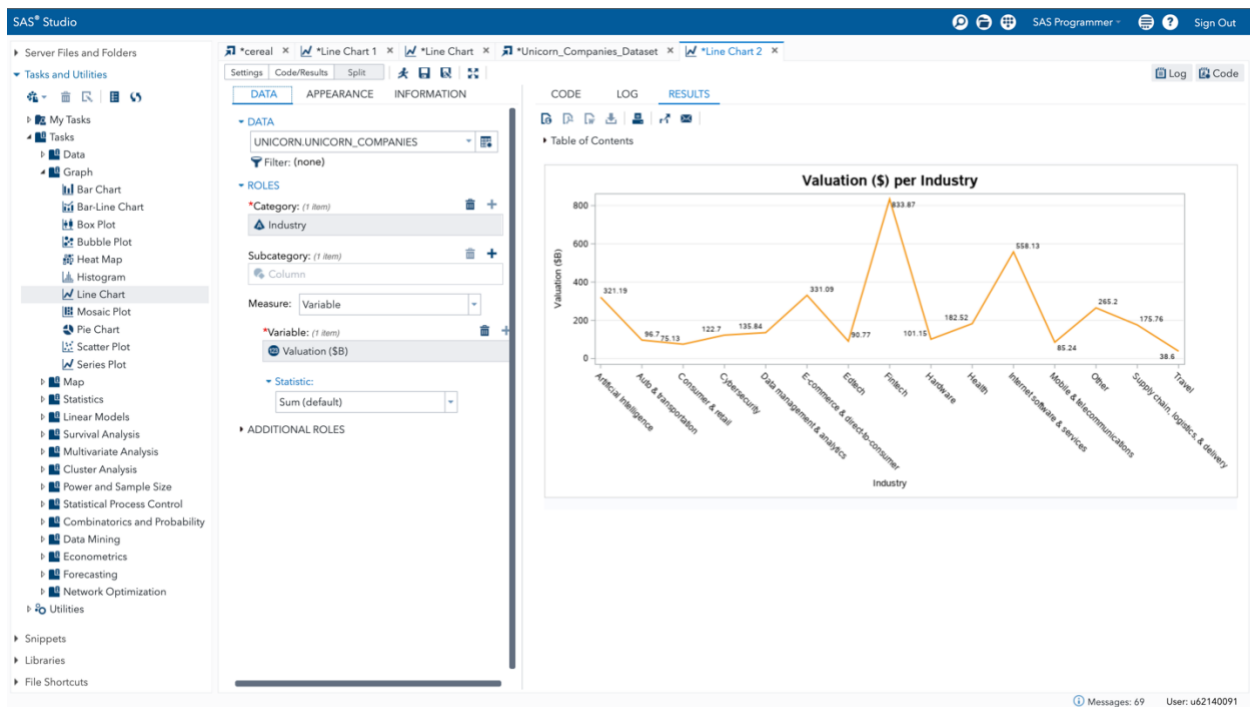 SAS® Studio
SAS Programmer
Sign Out
Server Files and Folders
Tasks and Utilities
My Tasks
Tasks
Data
Graph
Bar Chart
Bar-Line Chart
Box Plot
Bubble Plot
Heat Map
Histogram
Line Chart
Mosaic Plot
Pie Chart
Scatter Plot
Series Plot
Map
Statistics
Linear Models
Survival Analysis
Multivariate Analysis
Cluster Analysis
Power and Sample Size
Statistical Process Control
Combinatorics and Probability
Data Mining
Econometrics
Forecasting
Network Optimization
Utilities
Snippets
Libraries
File Shortcuts
*cereal × *Line Chart 1 × *Line Chart × *Unicorn_Companies_Dataset × *Line Chart 2 ×
Settings Code/Results Split
Log Code
DATA APPEARANCE INFORMATION
DATA
UNICORN.UNICORN_COMPANIES
Filter: (none)
ROLES
*Category: (1 item)
Industry
Subcategory: (1 item)
Column
Measure: Variable
*Variable: (1 item)
Valuation ($B)
Statistic:
Sum (default)
ADDITIONAL ROLES
CODE LOG RESULTS
Table of Contents
Valuation ($) per Industry
Valuation ($B)
800
600
400
200
0
321.19
96.7
75.13
122.7
135.84
331.09
90.77
833.87
101.15
182.52
558.13
85.24
265.2
175.76
38.6
Artificial Intelligence
Auto & transportation
Consumer & retail
Cybersecurity
Data management & analytics
E-commerce & direct-to-consumer
Edtech
Fintech
Hardware
Health
Internet software & services
Mobile & telecommunications
Other
Supply chain, logistics, & delivery
Travel
Industry
Messages: 69 User: u62140091